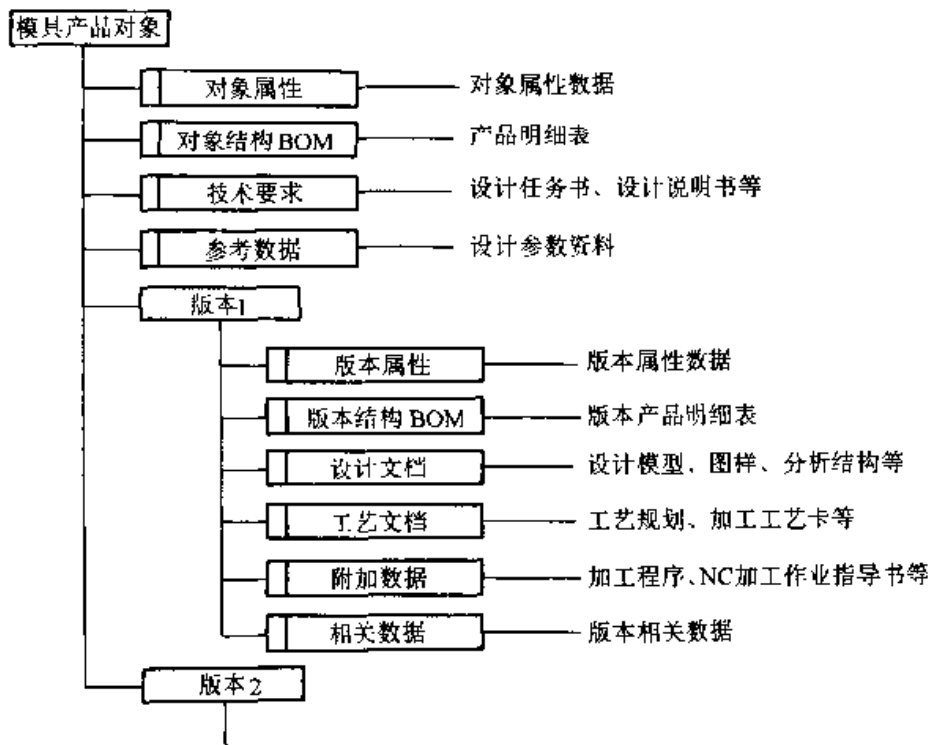 模具产品对象
对象属性 对象属性数据
对象结构 BOM 产品明细表
技术要求 设计任务书、设计说明书等
参考数据 设计参数资料
版本1
版本属性 版本属性数据
版本结构 BOM 版本产品明细表
设计文档 设计模型、图样、分析结构等
工艺文档 工艺规划、加工工艺卡等
附加数据 加工程序、NC加工作业指导书等
相关数据 版本相关数据
版本2